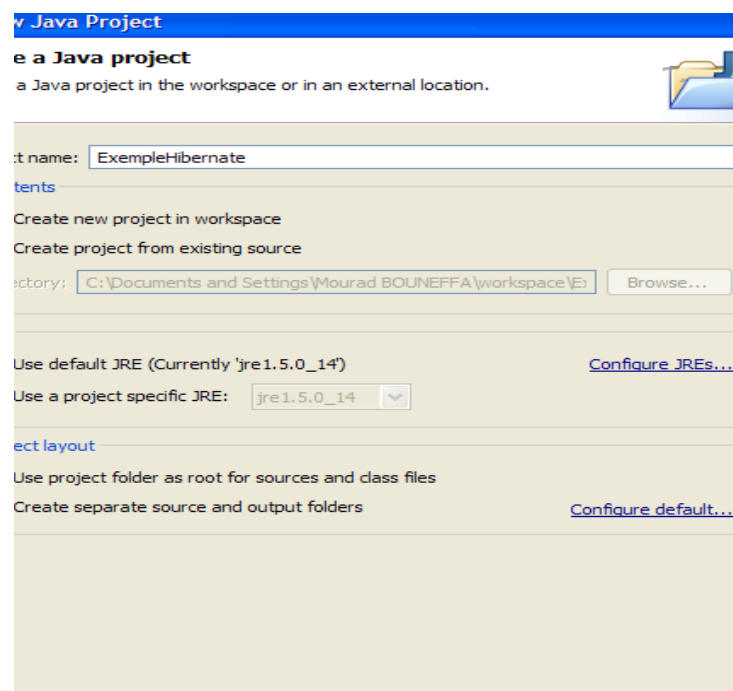 w Java Project
e a Java project
a Java project in the workspace or in an external location.
ct name: ExempleHibernate
tents
Create new project in workspace
Create project from existing source
ectory: C:\Documents and Settings\Mourad BOUNEFFA\workspace\Ex Browse...
Use default JRE (Currently 'jre1.5.0_14') Configure JREs...
Use a project specific JRE: jre1.5.0_14
ect layout
Use project folder as root for sources and class files
Create separate source and output folders Configure default...